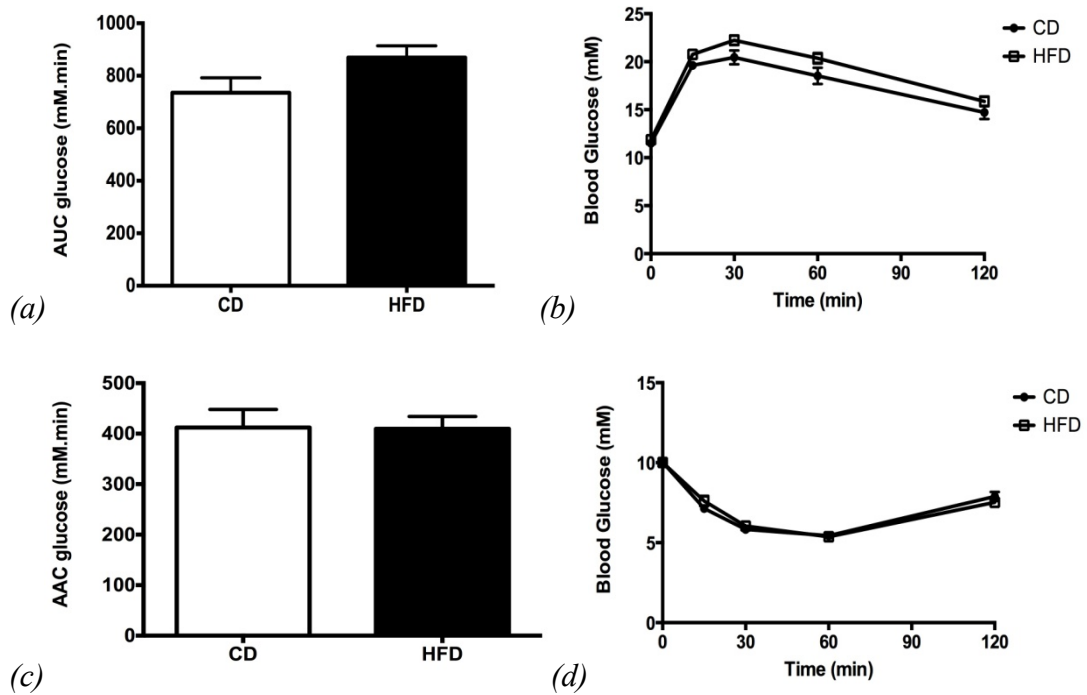 AUC glucose (mM.min)
1000
800
600
400
200
0
CD
HFD
(a)
Blood Glucose (mM)
25
20
15
10
5
0
0
30
60
90
120
Time (min)
CD
HFD
(b)
AAC glucose (mM.min)
500
400
300
200
100
0
CD
HFD
(c)
Blood Glucose (mM)
15
10
5
0
0
30
60
90
120
Time (min)
CD
HFD
(d)